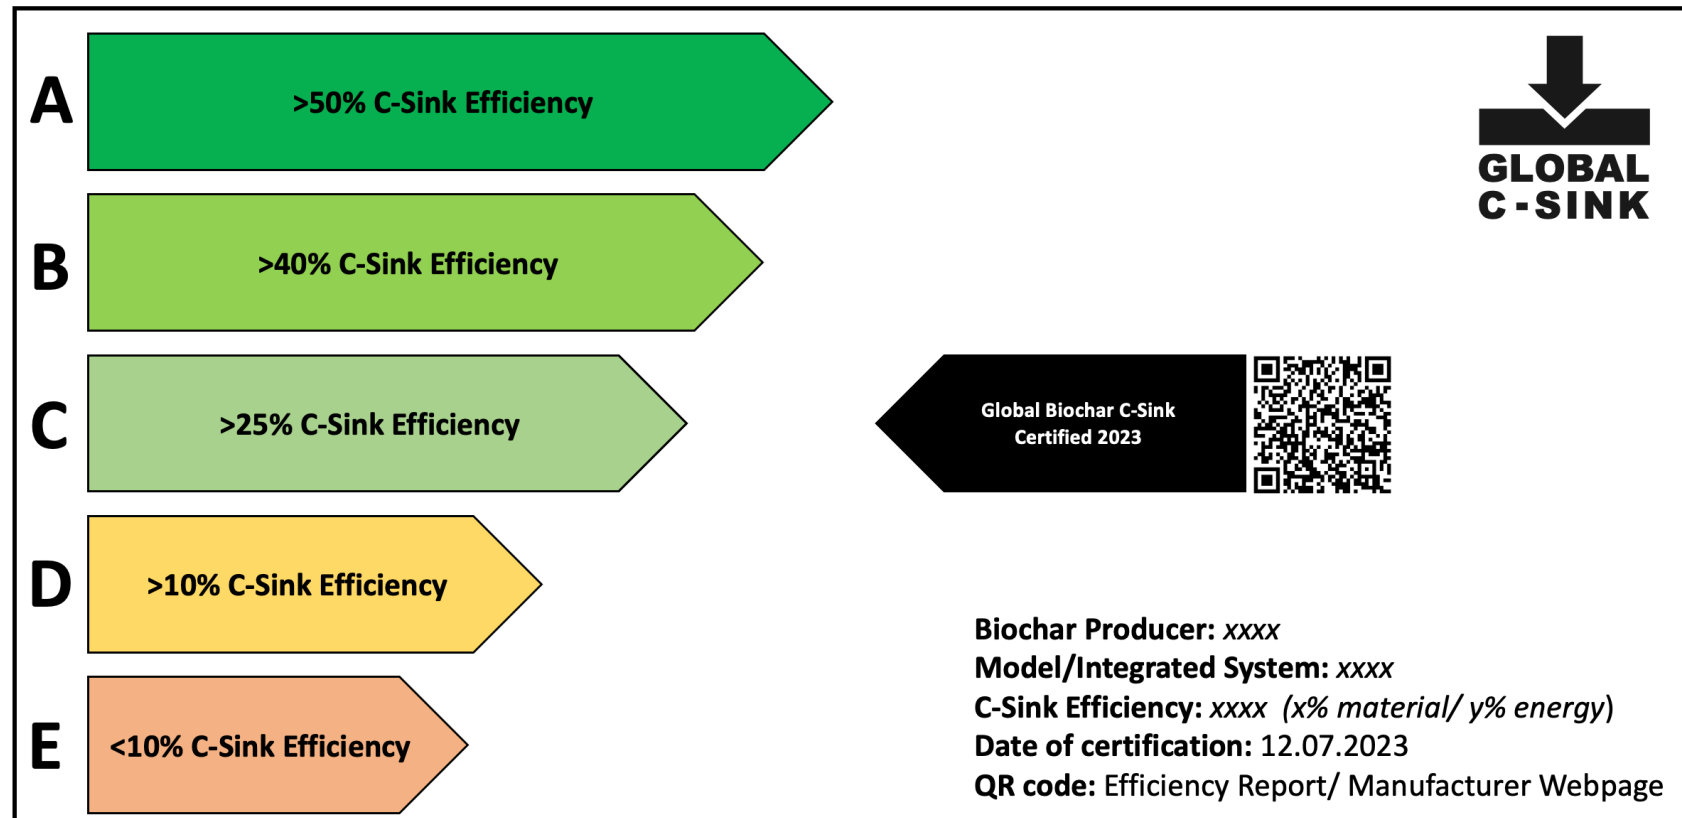 A
>50% C-Sink Efficiency
GLOBAL
C-SINK
B
>40% C-Sink Efficiency
C
>25% C-Sink Efficiency
Global Biochar C-Sink
Certified 2023
D
>10% C-Sink Efficiency
E
<10% C-Sink Efficiency
Biochar Producer: xxxx
Model/Integrated System: xxxx
C-Sink Efficiency: xxxx (x% material/ y% energy)
Date of certification: 12.07.2023
QR code: Efficiency Report/ Manufacturer Webpage